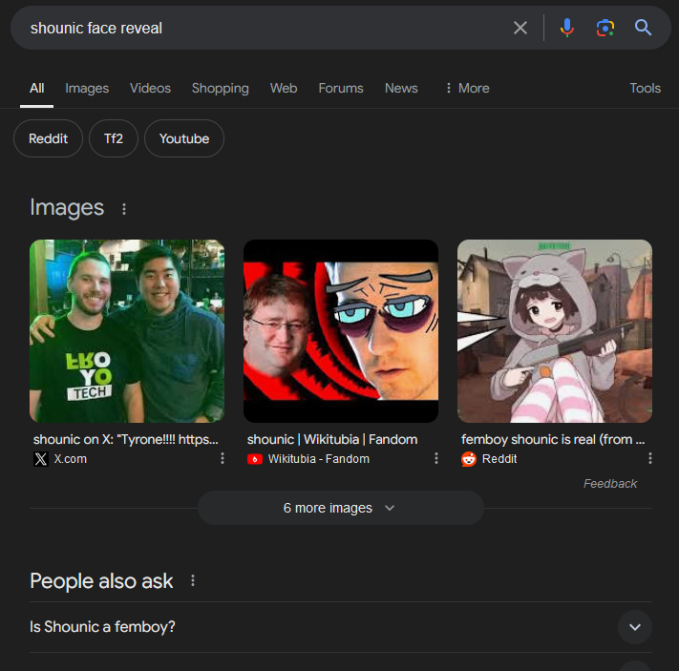 shounic face reveal
All Images Videos Shopping Web Forums News More Tools
Reddit Tf2 Youtube
Images
FRO
YO
TECH
shounic on X: "Tyrone!!!! https...
X.com
shounic | Wikitubia | Fandom
Wikitubia - Fandom
femboy shounic is real (from ...
Reddit
Feedback
6 more images
People also ask
Is Shounic a femboy?